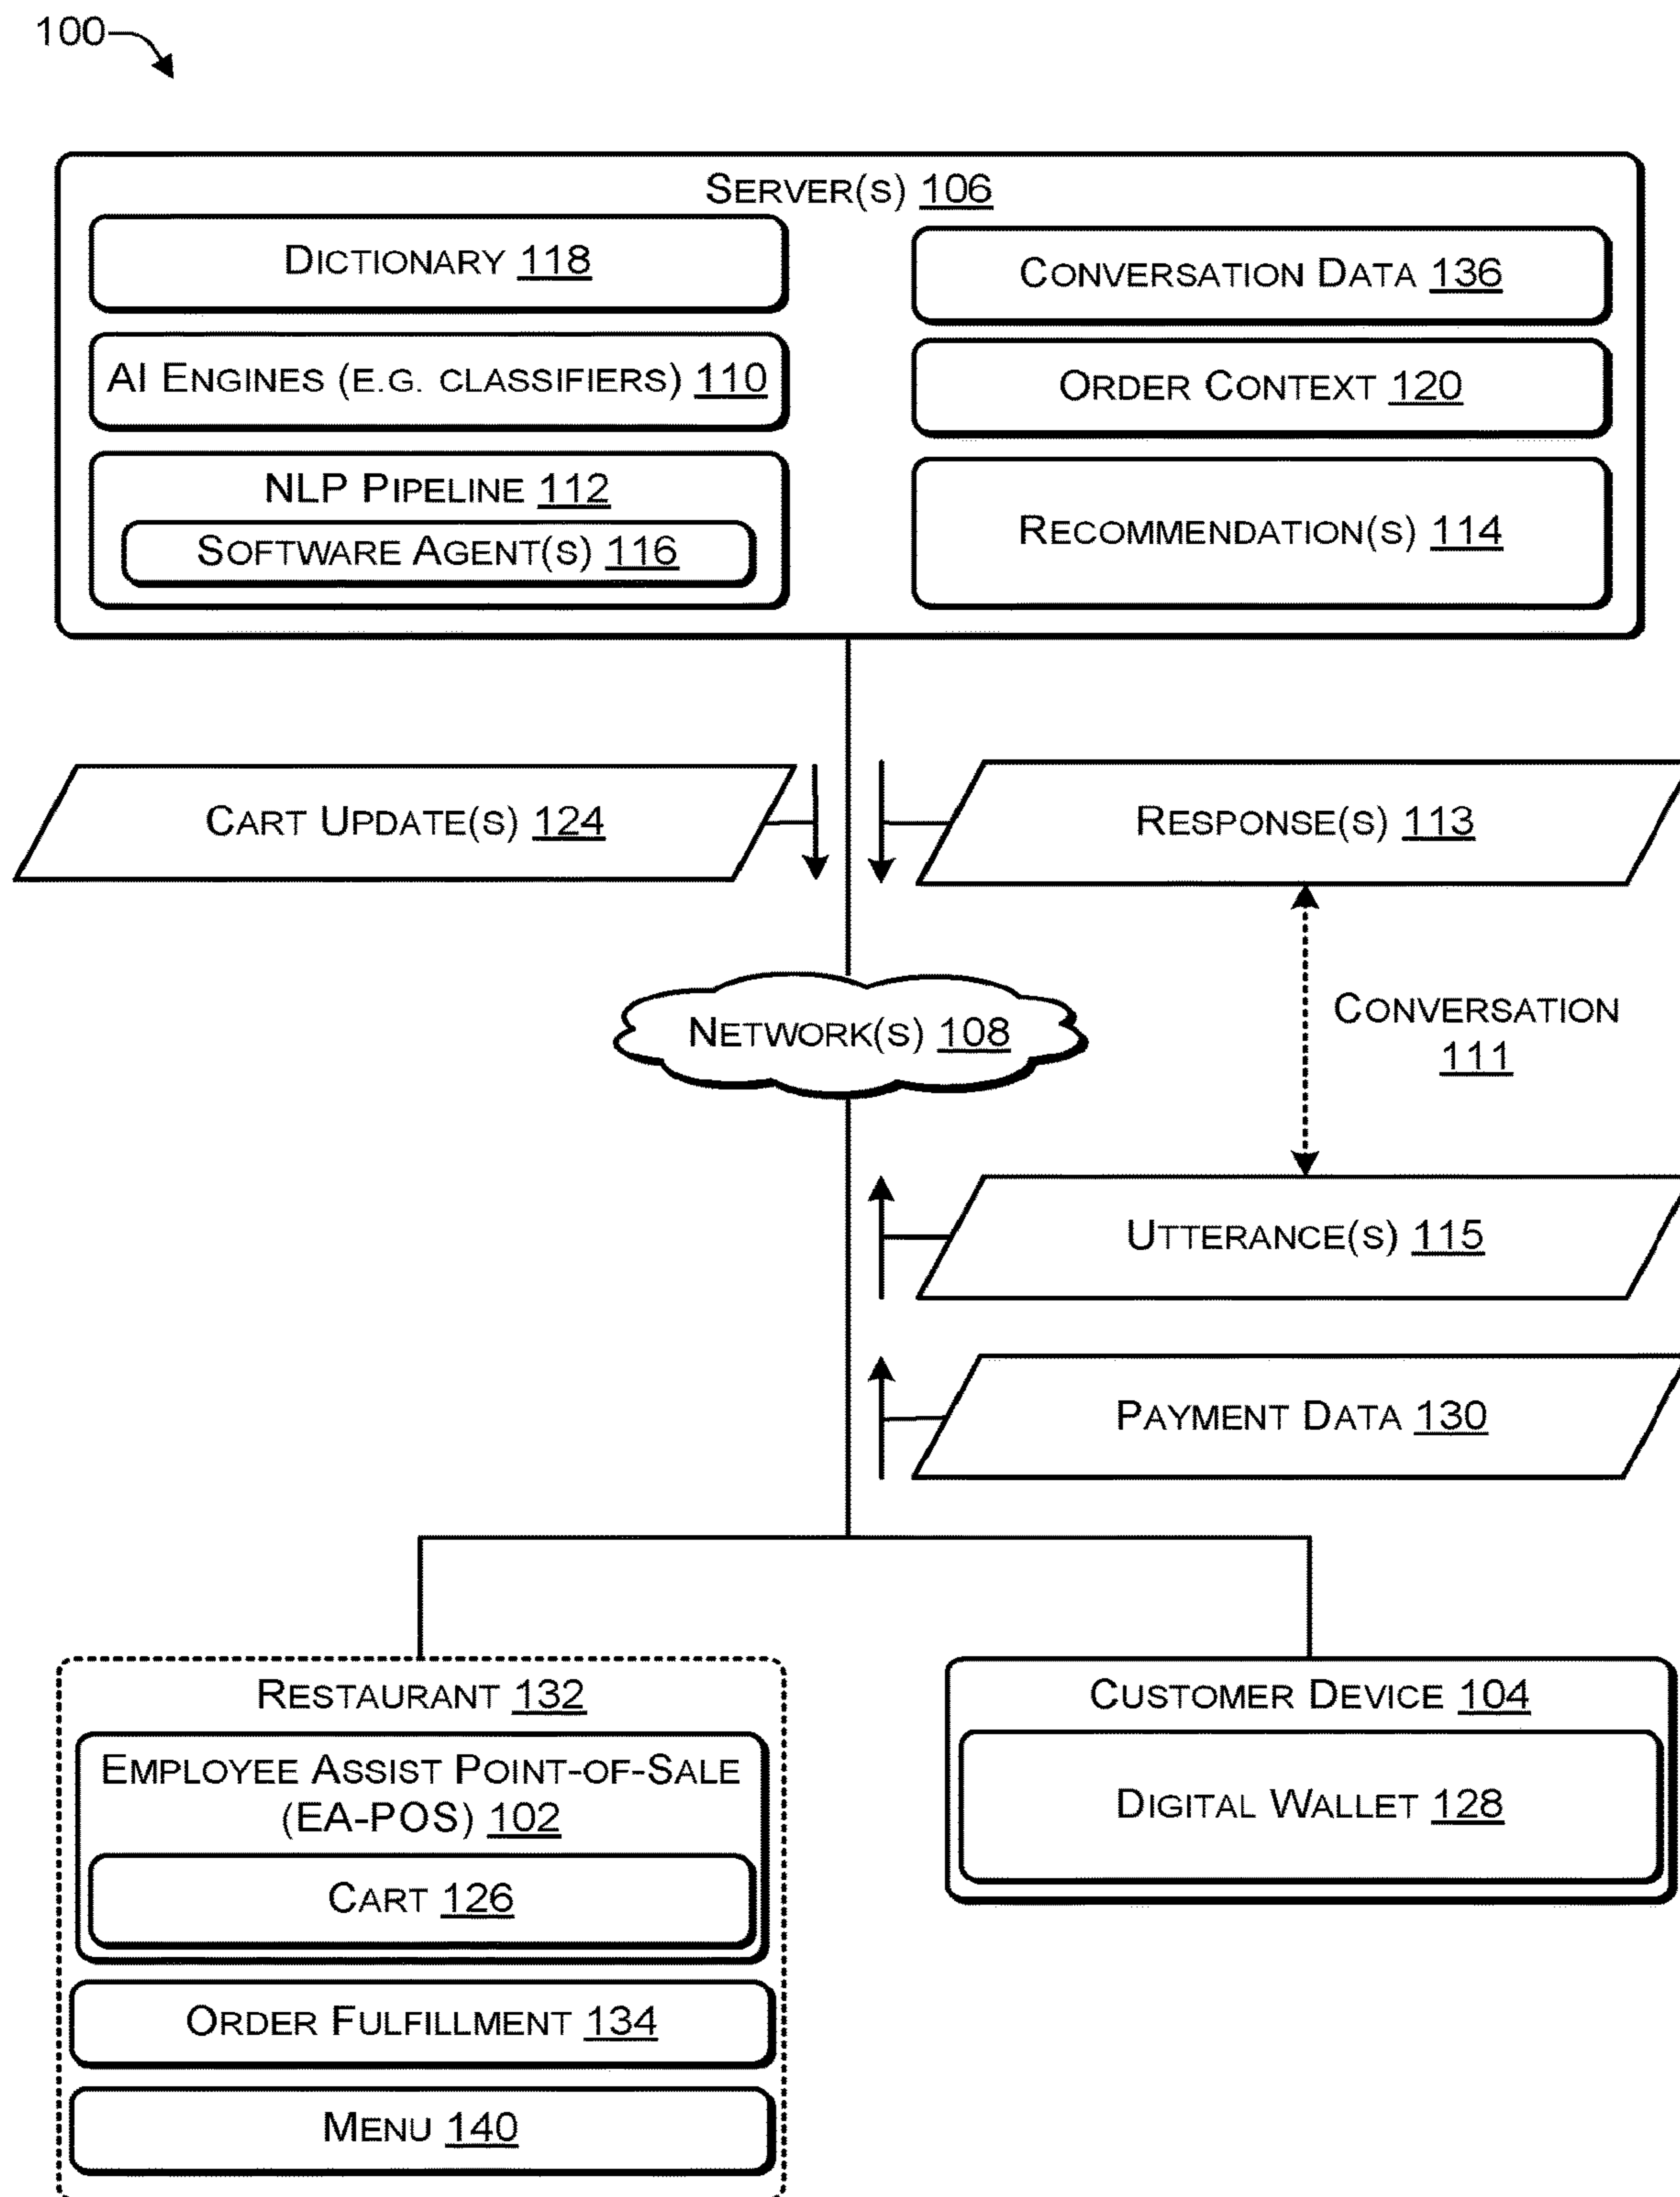 100
SERVER(S) 106
DICTIONARY 118
AI ENGINES (E.G. CLASSIFIERS) 110
NLP PIPELINE 112
SOFTWARE AGENT(S) 116
CONVERSATION DATA 136
ORDER CONTEXT 120
RECOMMENDATION(S) 114
CART UPDATE(S) 124
RESPONSE(S) 113
NETWORK(S) 108
CONVERSATION
111
UTTERANCE(S) 115
PAYMENT DATA 130
RESTAURANT 132
EMPLOYEE ASSIST POINT-OF-SALE
(EA-POS) 102
CART 126
ORDER FULFILLMENT 134
MENU 140
CUSTOMER DEVICE 104
DIGITAL WALLET 128